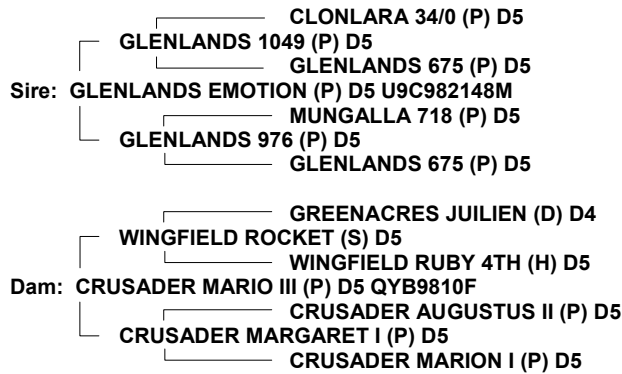 CLONLARA 34/0 (P) D5
GLENLANDS 1049 (P) D5
GLENLANDS 675 (P) D5
Sire: GLENLANDS EMOTION (P) D5 U9C982148M
MUNGALLA 718 (P) D5
GLENLANDS 976 (P) D5
GLENLANDS 675 (P) D5
GREENACRES JUILIEN (D) D4
WINGFIELD ROCKET (S) D5
WINGFIELD RUBY 4TH (H) D5
Dam: CRUSADER MARIO III (P) D5 QYB9810F
CRUSADER AUGUSTUS II (P) D5
CRUSADER MARGARET I (P) D5
CRUSADER MARION I (P) D5